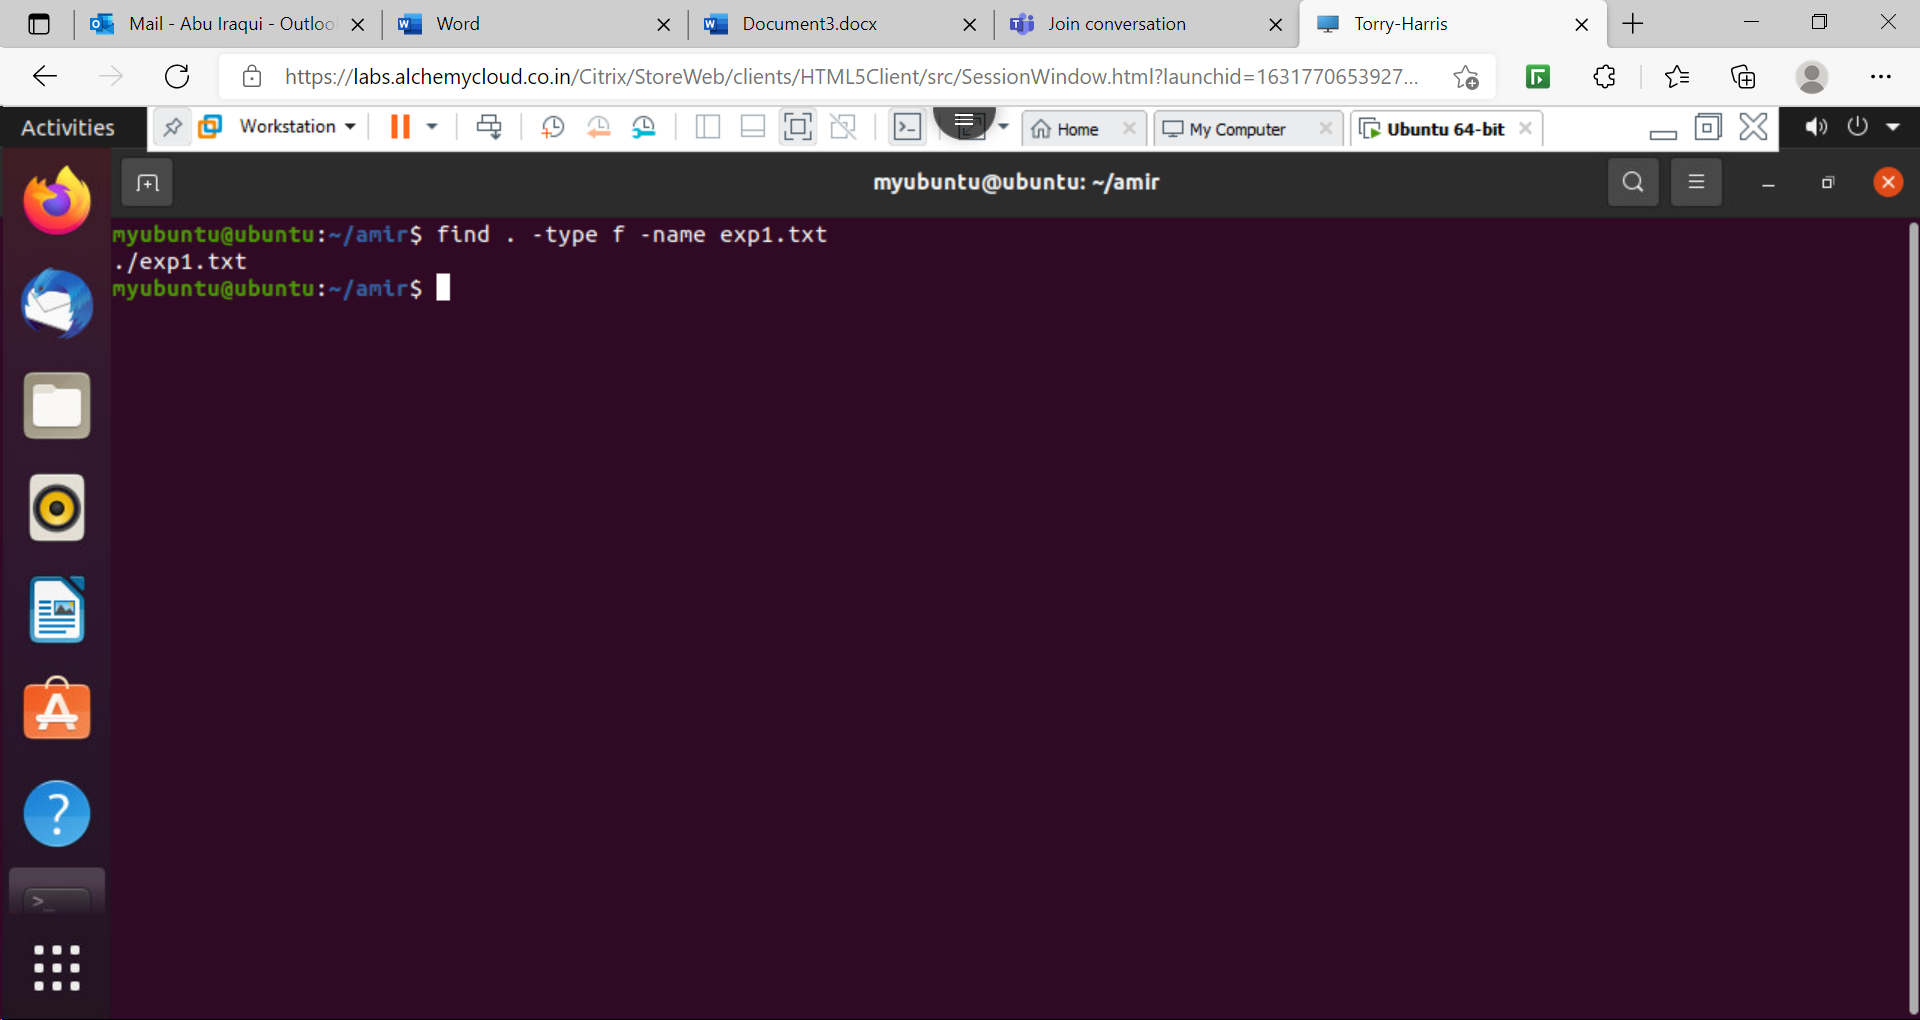 Mail - Abu Iraqui - Outloo
Word
Document3.docx
Join conversation
Torry-Harris
https://labs.alchemycloud.co.in/Citrix/StoreWeb/clients/HTML5Client/src/SessionWindow.html?launchid=1631770653927...
Activities
Workstation
Home
My Computer
Ubuntu 64-bit
myubuntu@ubuntu: ~/amir
myubuntu@ubuntu:~/amir$ find . -type f -name exp1.txt
./exp1.txt
myubuntu@ubuntu:~/amir$